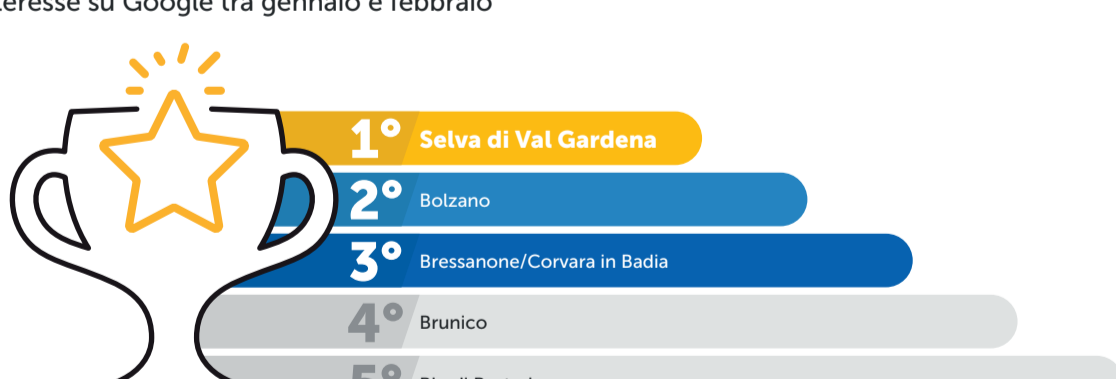 su Google tra gennaio e febbraio
1° Selva di Val Gardena
2° Bolzano
3° Bressanone/Corvara in Badia
4° Brunico
5°